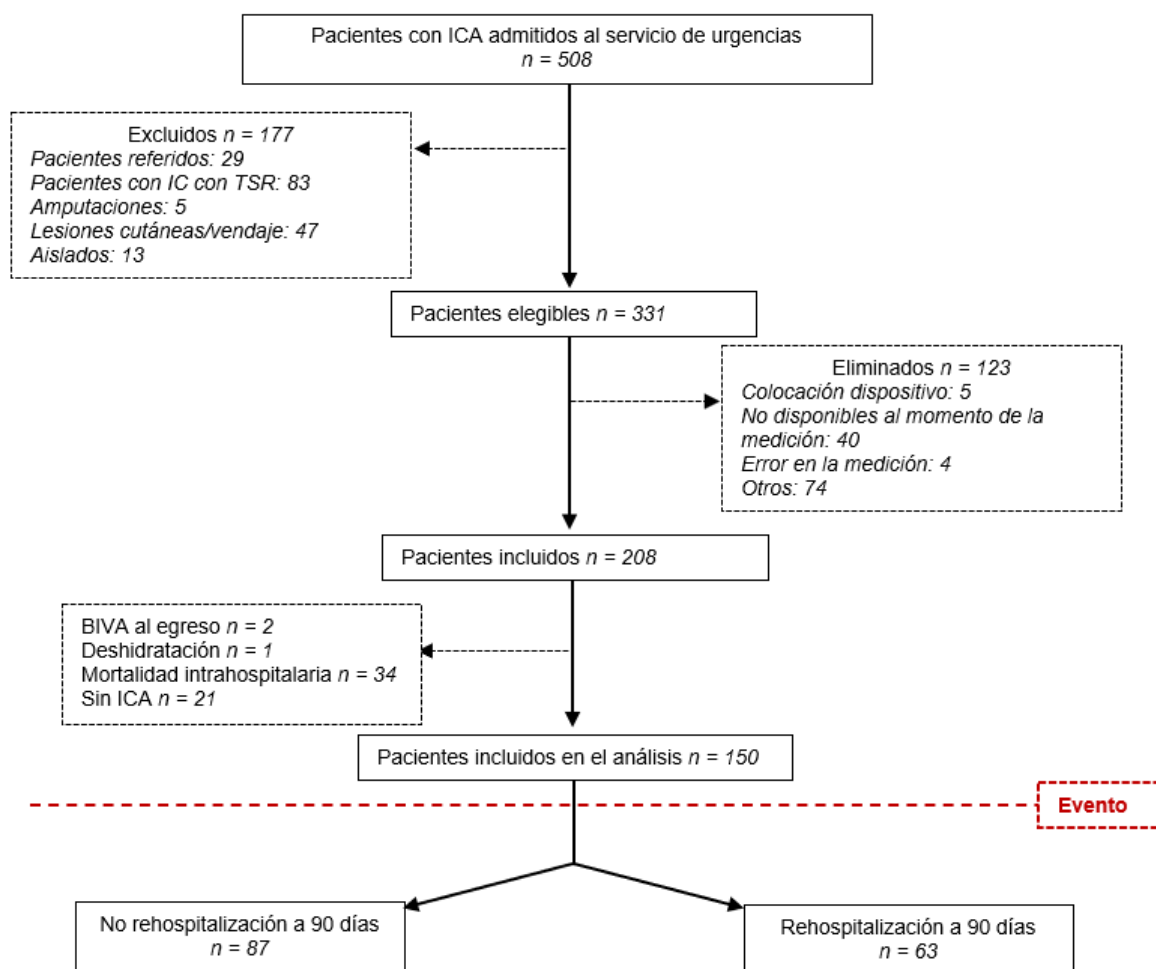 Pacientes con ICA admitidos al servicio de urgencias
n = 508
Excluidos n = 177
Pacientes referidos: 29
Pacientes con IC con TSR: 83
Amputaciones: 5
Lesiones cutáneas/vendaje: 47
Aislados: 13
Pacientes elegibles n = 331
Eliminados n = 123
Colocación dispositivo: 5
No disponibles al momento de la
medición: 40
Error en la medición: 4
Otros: 74
Pacientes incluidos n = 208
BIVA al egreso n = 2
Deshidratación n = 1
Mortalidad intrahospitalaria n = 34
Sin ICA n = 21
Pacientes incluidos en el análisis n = 150
Evento
No rehospitalización a 90 días
n = 87
Rehospitalización a 90 días
n = 63